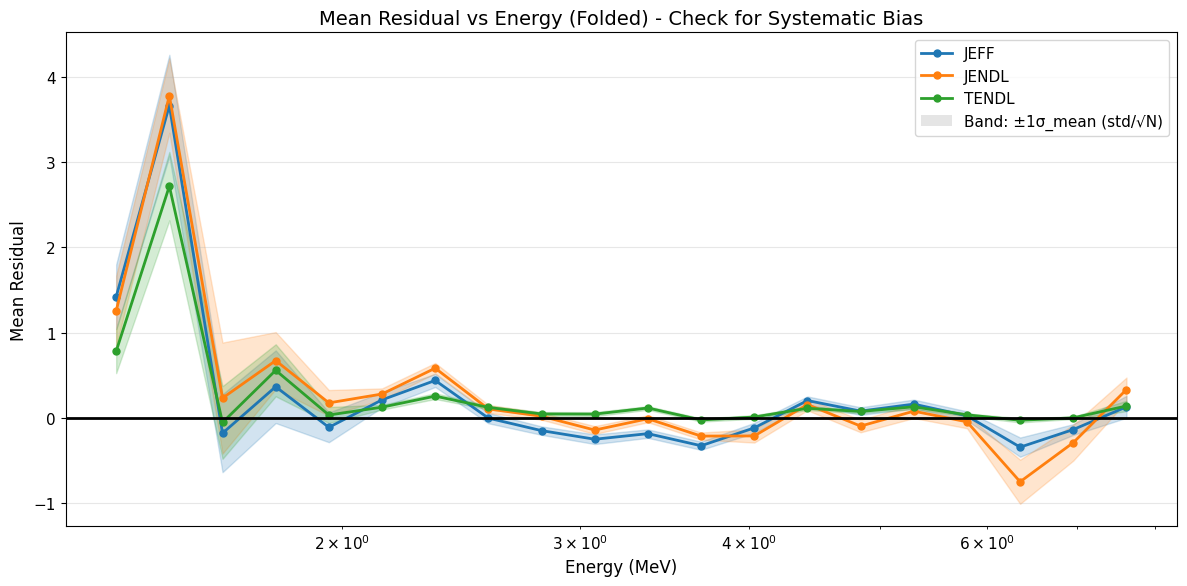 Mean Residual vs Energy (Folded) - Check for Systematic Bias
JEFF
JENDL
TENDL
Band: ±1σ_mean (std/√N)
Mean Residual
4
3
2
1
0
−1
2 × 10⁰
3 × 10⁰
4 × 10⁰
6 × 10⁰
Energy (MeV)